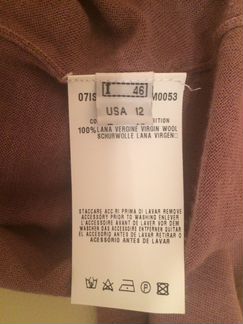 I 46
07IS M0053
USA 12
100%LANA VERGINE VIRGIN WOOL
SCHURWOLLE LANA VIRGEN
STACCARE ACC RI PRIMA DI LAVAR REMOVE
ACCESSORY PRIOR TO WASHING ENLEVER
L'ACCESSOIRE AVANT DE LAVER VOR DEM
WASCHEN DAS ACCESSOIR ENTFERNEN QUIT
EL ACCESORIO ANTES DE LAVAR RETIRAR O
ACESSÓRIO ANTES DE LAVAR